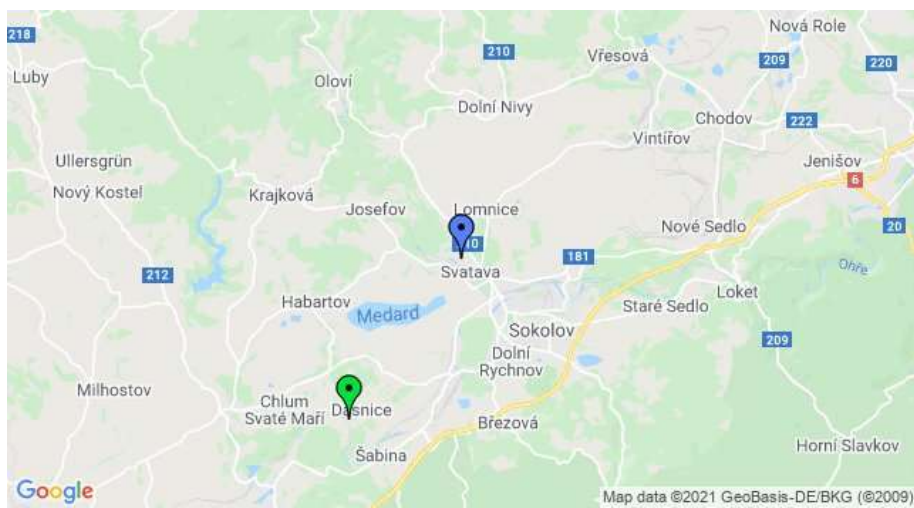 Nová Role
218
210
Vřesová
209
220
Luby
Oloví
Dolní Nivy
Chodov
222
Vintířov
Jenišov
Ullersgrün
6
Nový Kostel
Krajková
Josefov
Lomnice
Nové Sedlo
20
181
Svatava
Ohře
212
Loket
Habartov
Medard
Staré Sedlo
Sokolov
209
Dolní
Rychnov
Milhostov
Chlum
Svaté Maří
Dasnice
Březová
Horní Slavkov
Šabina
Google
Map data ©2021 GeoBasis-DE/BKG (©2009)